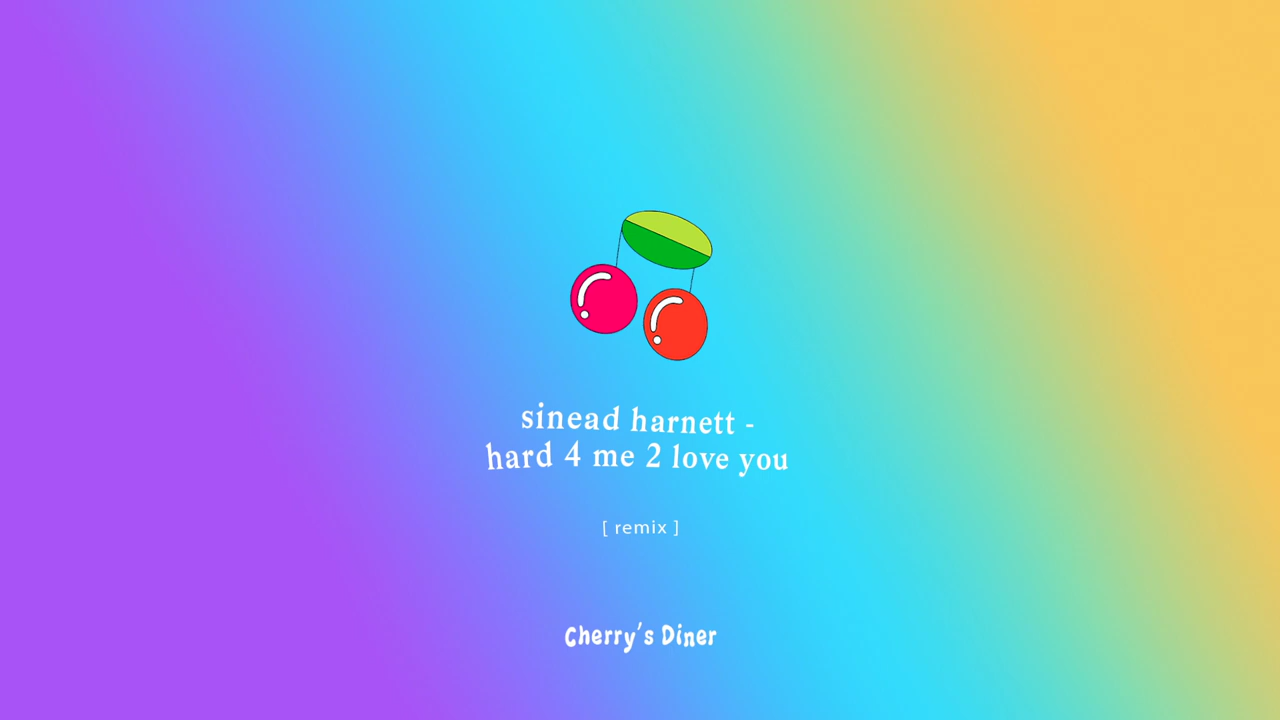 sinead harnett -
hard 4 me 2 love you
[ remix ]
Cherry's Diner